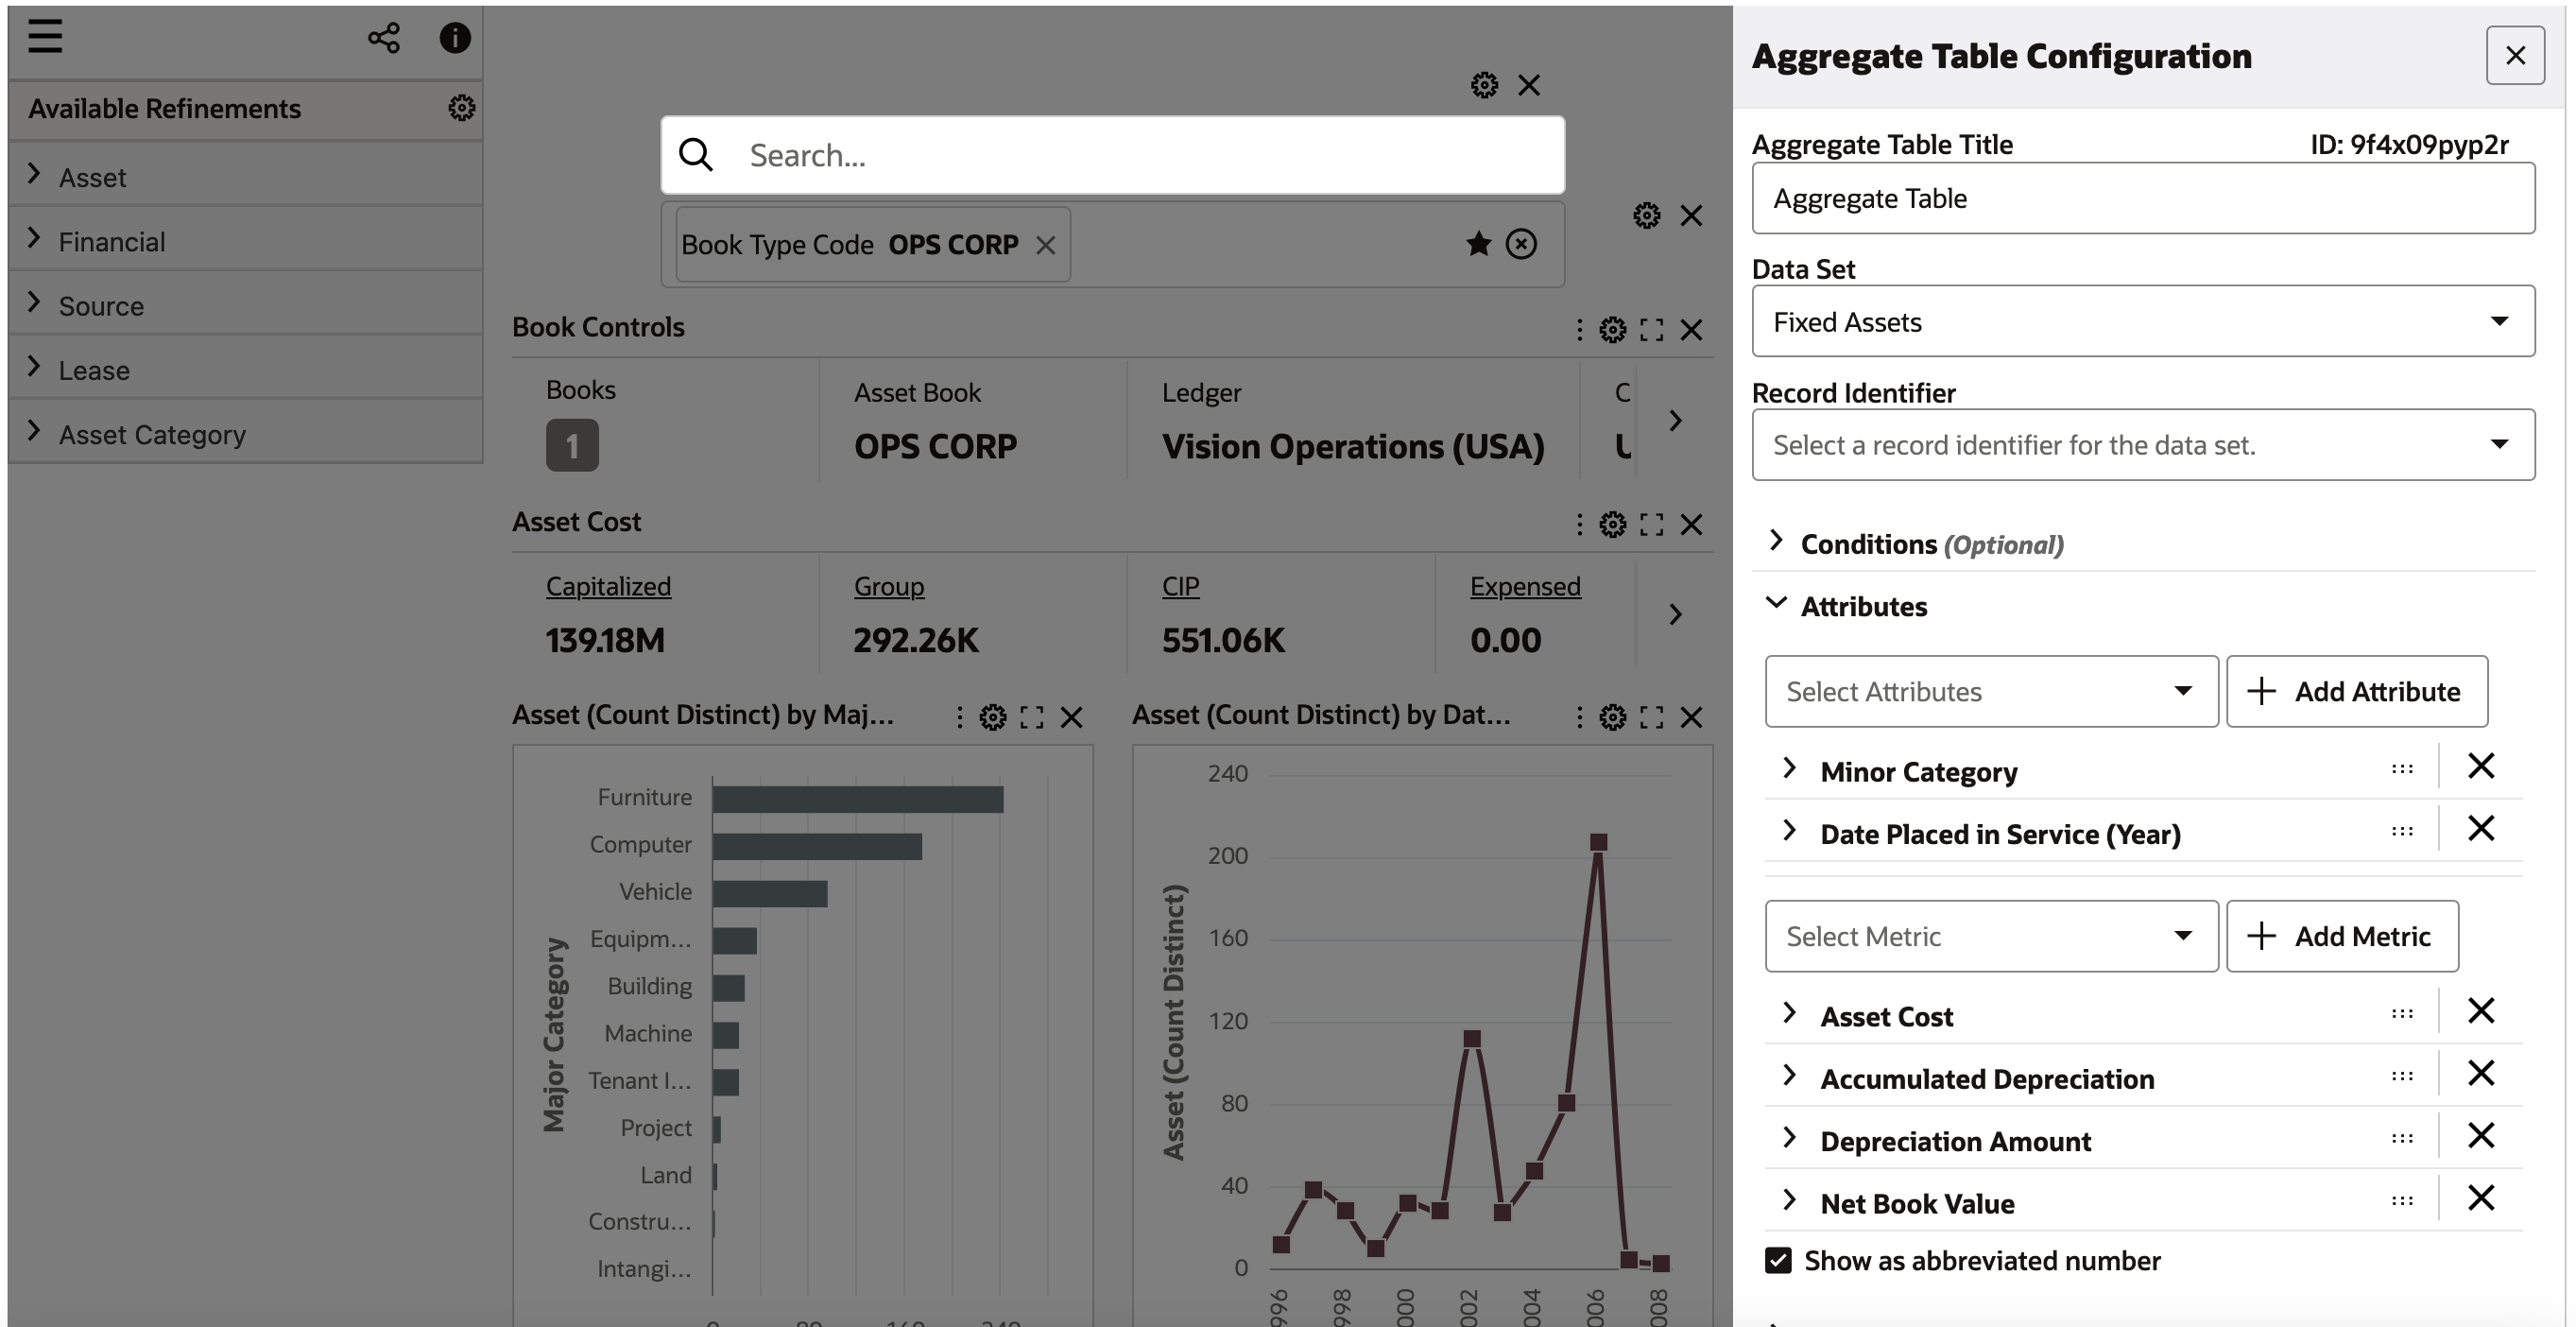 Available Refinements
Asset
Financial
Source
Lease
Asset Category
Search...
Book Type Code OPS CORP
Book Controls
Books
1
Asset Book
OPS CORP
Ledger
Vision Operations (USA)
Asset Cost
Capitalized
139.18M
Group
292.26K
CIP
551.06K
Expensed
0.00
Asset (Count Distinct) by Maj...
Major Category
Furniture
Computer
Vehicle
Equipm...
Building
Machine
Tenant I...
Project
Land
Constru...
Intangi...
Asset (Count Distinct) by Dat...
Asset (Count Distinct)
240
200
160
120
80
40
0
996
998
000
002
004
006
008
Aggregate Table Configuration
Aggregate Table Title
ID: 9f4x09pyp2r
Aggregate Table
Data Set
Fixed Assets
Record Identifier
Select a record identifier for the data set.
Conditions (Optional)
Attributes
Select Attributes
Add Attribute
Minor Category
Date Placed in Service (Year)
Select Metric
Add Metric
Asset Cost
Accumulated Depreciation
Depreciation Amount
Net Book Value
Show as abbreviated number